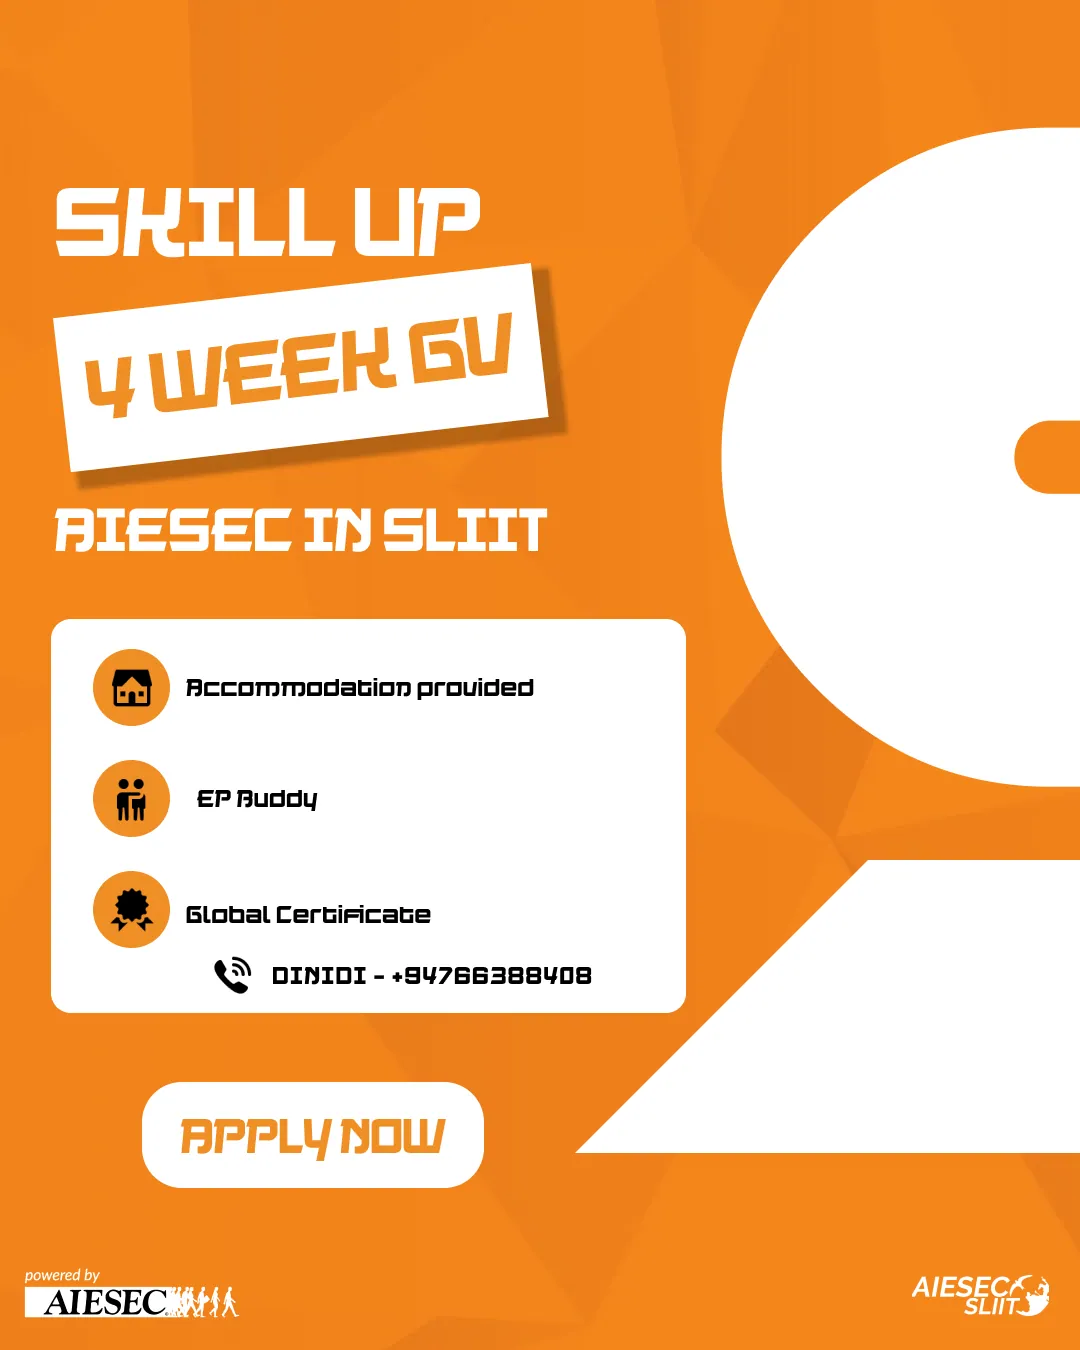 SKILL UP
4 WEEK GV
AIESEC IN SLIIT
Accommodation provided
EP Buddy
Global Certificate
DINIDI - +94766388408
APPLY NOW
powered by
AIESEC
AIESEC
SLIIT